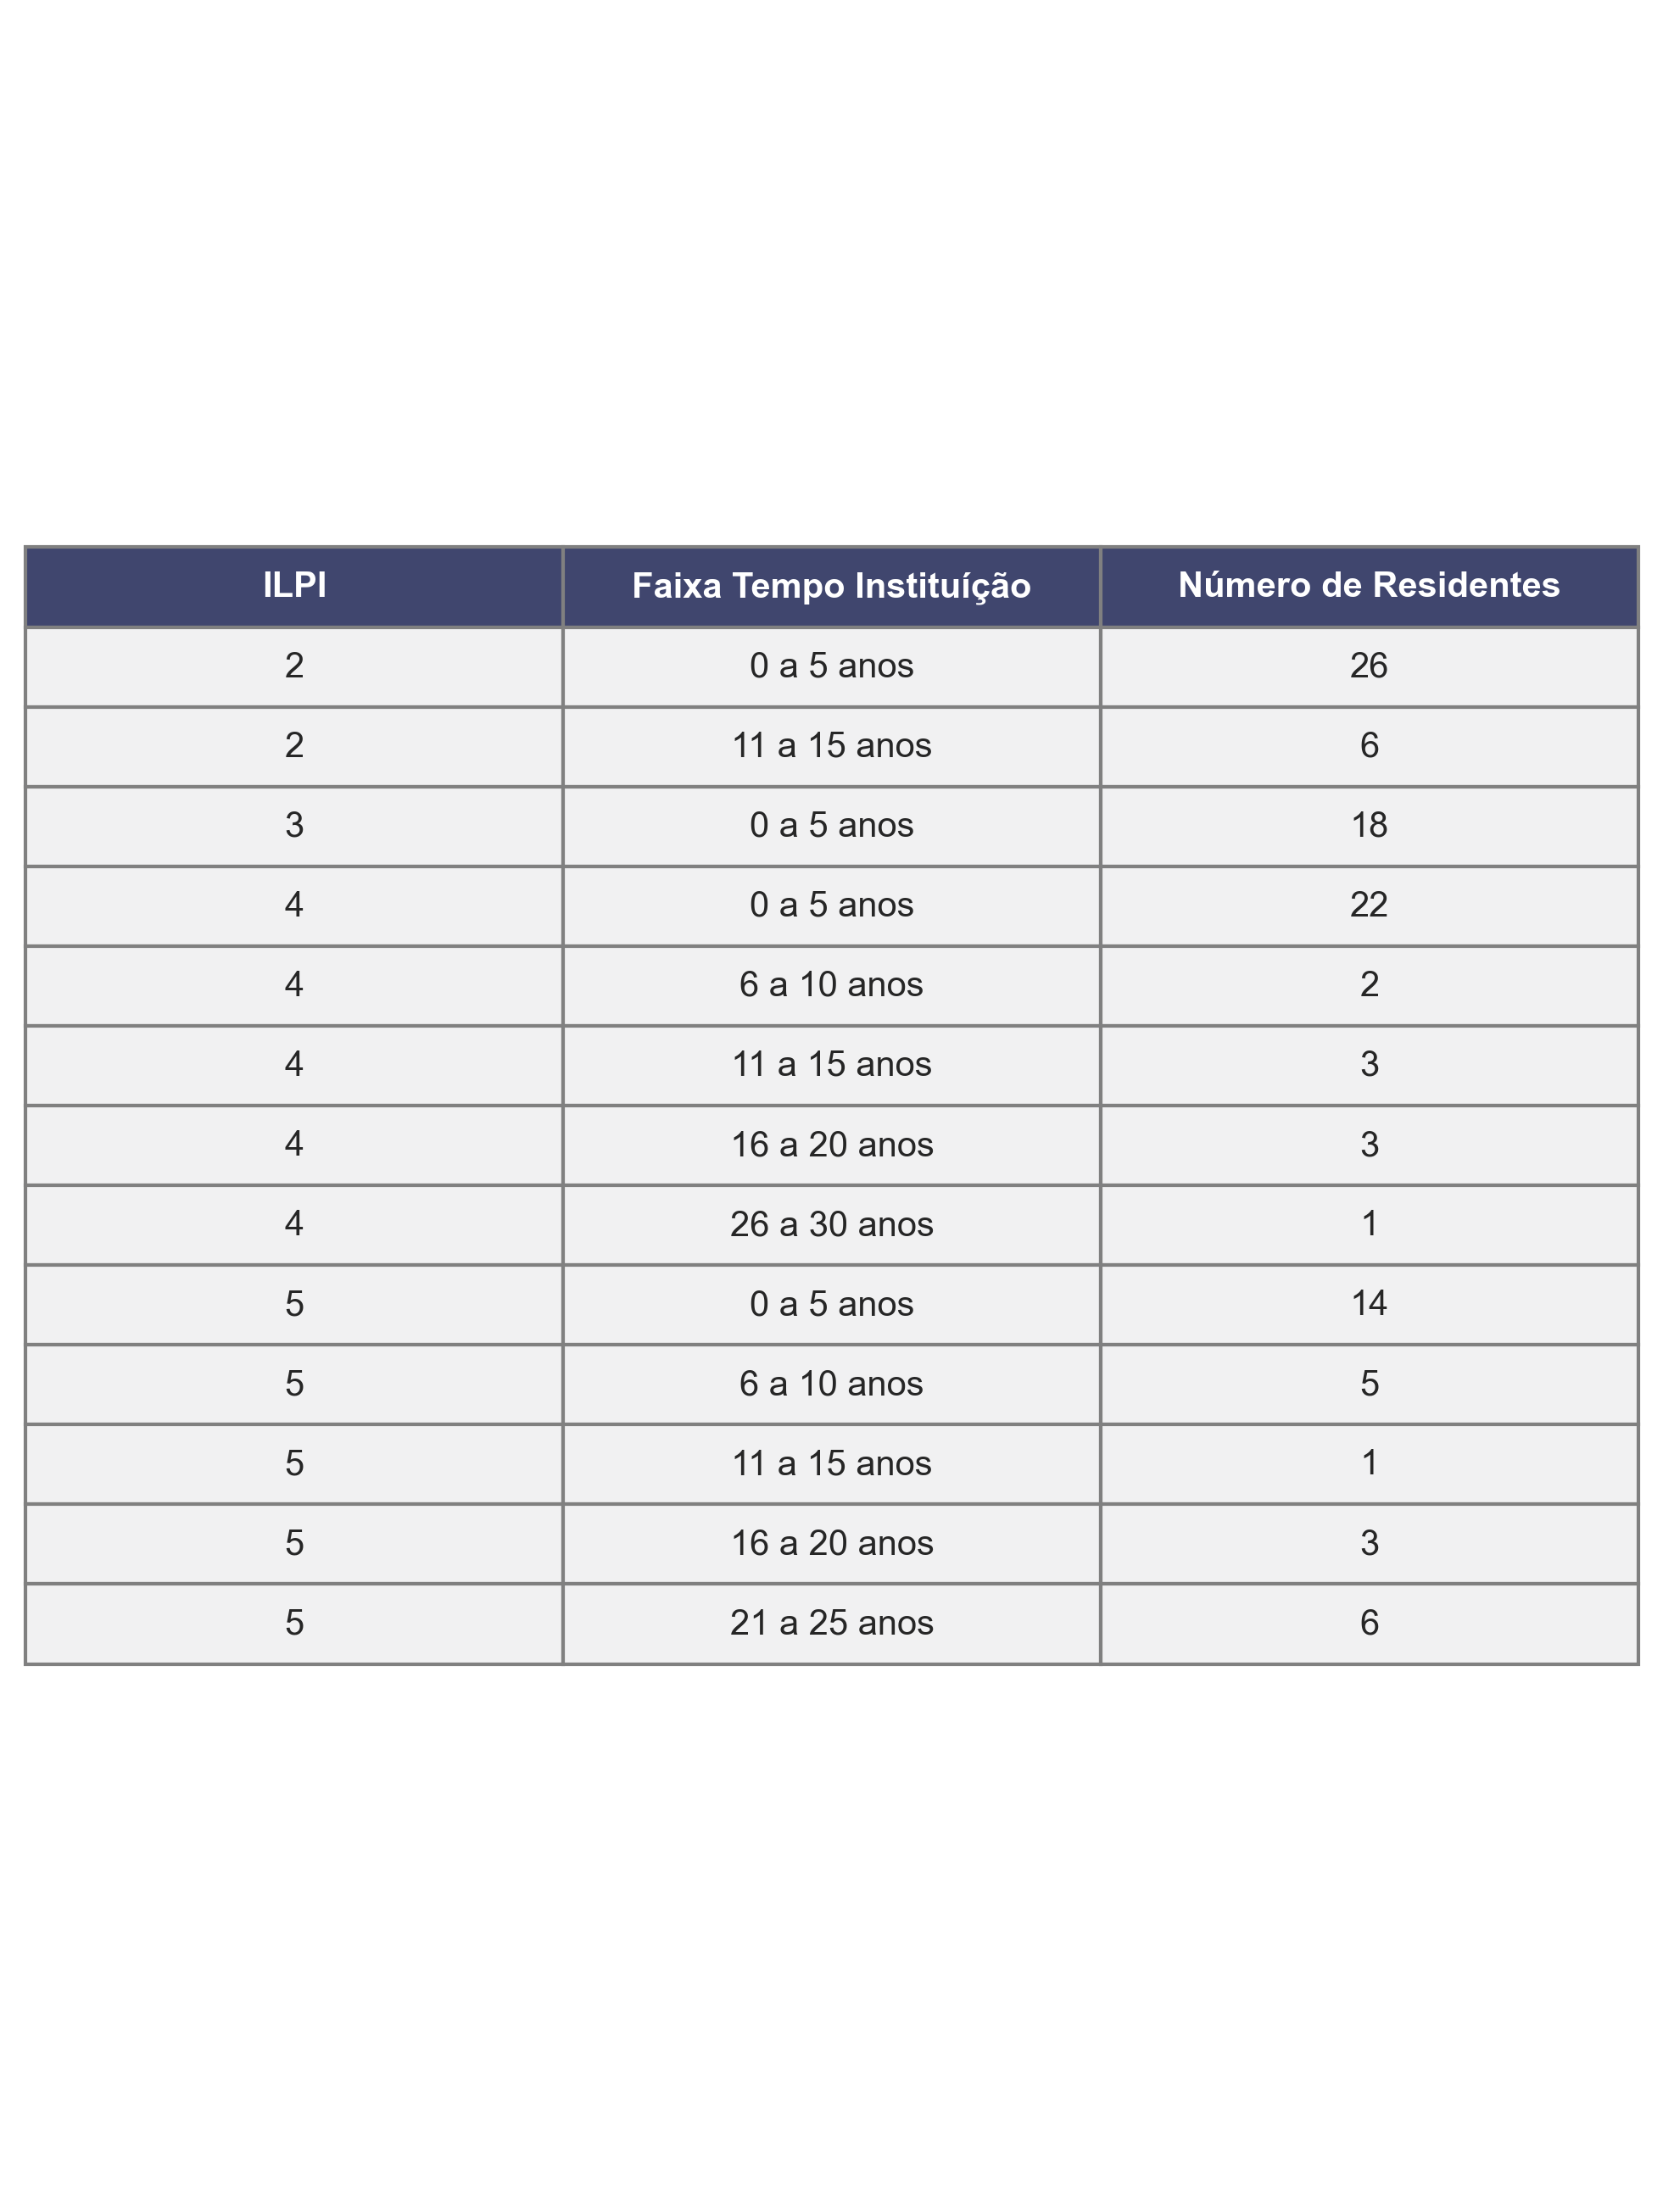 ILPI Faixa Tempo Instituíção Número de Residentes
2 0 a 5 anos 26
2 11 a 15 anos 6
3 0 a 5 anos 18
4 0 a 5 anos 22
4 6 a 10 anos 2
4 11 a 15 anos 3
4 16 a 20 anos 3
4 26 a 30 anos 1
5 0 a 5 anos 14
5 6 a 10 anos 5
5 11 a 15 anos 1
5 16 a 20 anos 3
5 21 a 25 anos 6